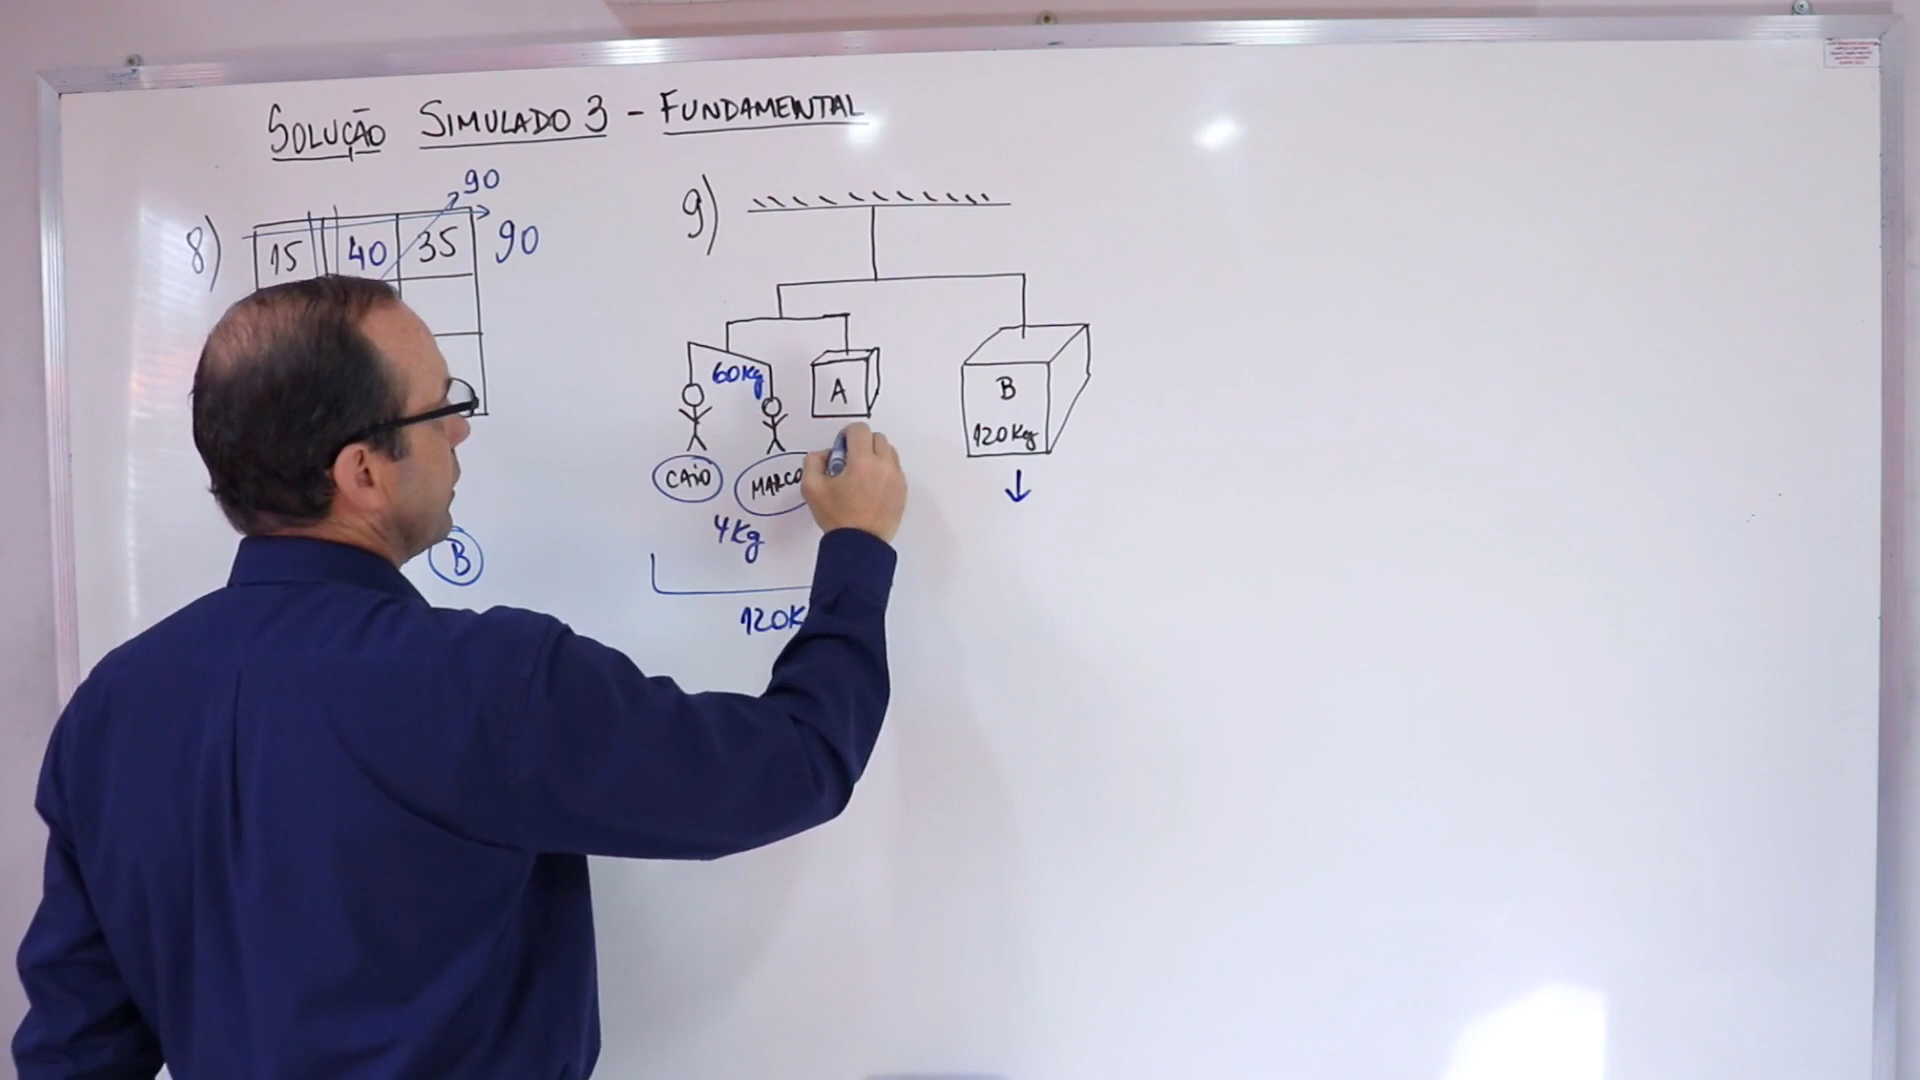 SOLUÇÃO SIMULADO 3 - FUNDAMENTAL
8)
90
15 40 35 90
B
9)
60Kg
A
B
120Kg
CAIO
4Kg